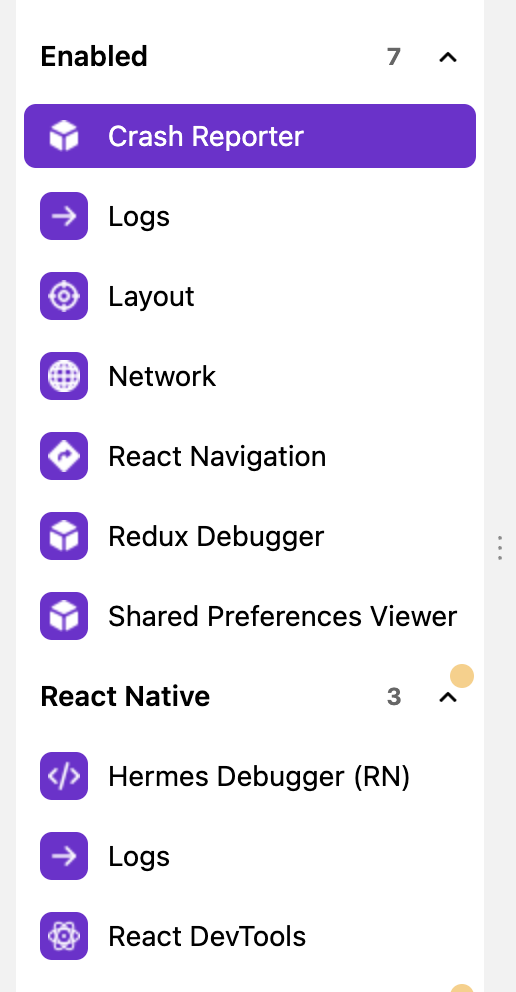 Enabled 7
Crash Reporter
Logs
Layout
Network
React Navigation
Redux Debugger
Shared Preferences Viewer
React Native 3
Hermes Debugger (RN)
Logs
React DevTools